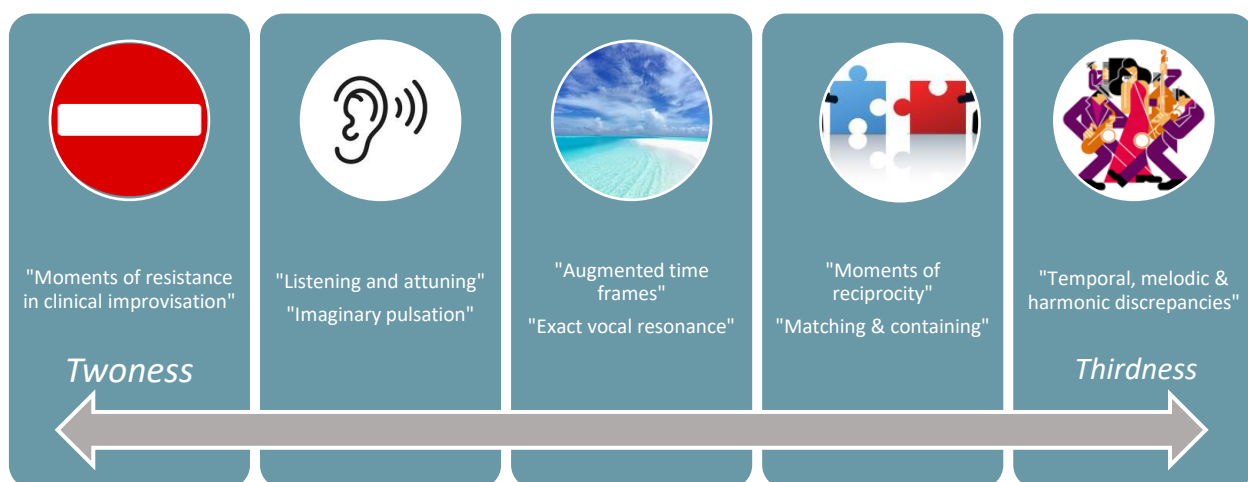 "Moments of resistance
in clinical improvisation"
"Listening and attuning"
"Imaginary pulsation"
"Augmented time
frames"
"Exact vocal resonance"
"Moments of
reciprocity"
"Matching & containing"
"Temporal, melodic &
harmonic discrepancies"
Twoness
Thirdness